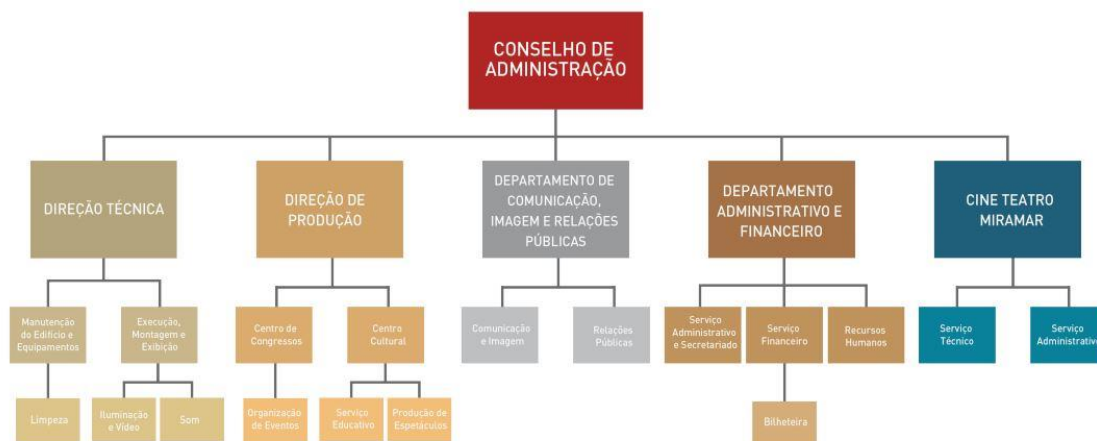 CONSELHO DE
ADMINISTRAÇÃO
DIREÇÃO TÉCNICA
DIREÇÃO DE
PRODUÇÃO
DEPARTAMENTO DE
COMUNICAÇÃO,
IMAGEM E RELAÇÕES
PÚBLICAS
DEPARTAMENTO
ADMINISTRATIVO E
FINANCEIRO
CINE TEATRO
MIRAMAR
Manutenção
do Edifício e
Equipamentos
Execução,
Montagem e
Exibição
Centro de
Congressos
Centro
Cultural
Comunicação
e Imagem
Relações
Públicas
Serviço
Administrativo
e Secretariado
Serviço
Financeiro
Recursos
Humanos
Serviço
Técnico
Serviço
Administrativo
Limpeza
Iluminação
e Vídeo
Som
Organização
de Eventos
Serviço
Educativo
Produção de
Espetáculos
Bilheteira